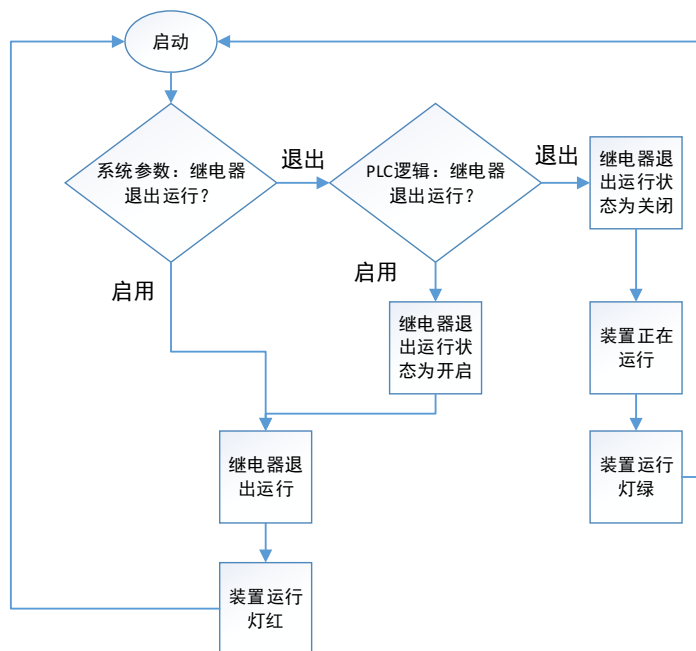 启动
系统参数：继电器
退出运行？
退出
PLC逻辑：继电器
退出运行？
退出
继电器退
出运行状
态为关闭
启用
启用
继电器退
出运行状
态为开启
装置正在
运行
继电器退
出运行
装置运行
灯绿
装置运行
灯红